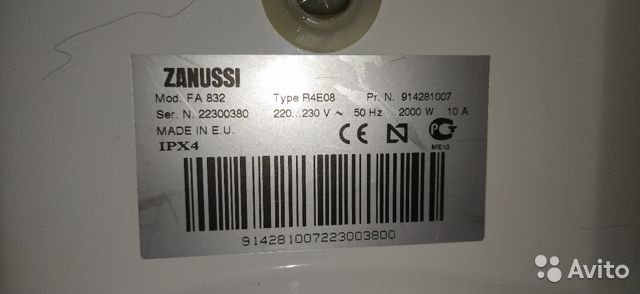 ZANUSSI
Mod. FA 832 Type R4E08 Pr. N. 914281007
Ser. N. 22300380 220...230 V ~ 50 Hz 2000 W 10 A
MADE IN E.U.
IPX4
CE N PCT
ME10
914281007223003800
Avito